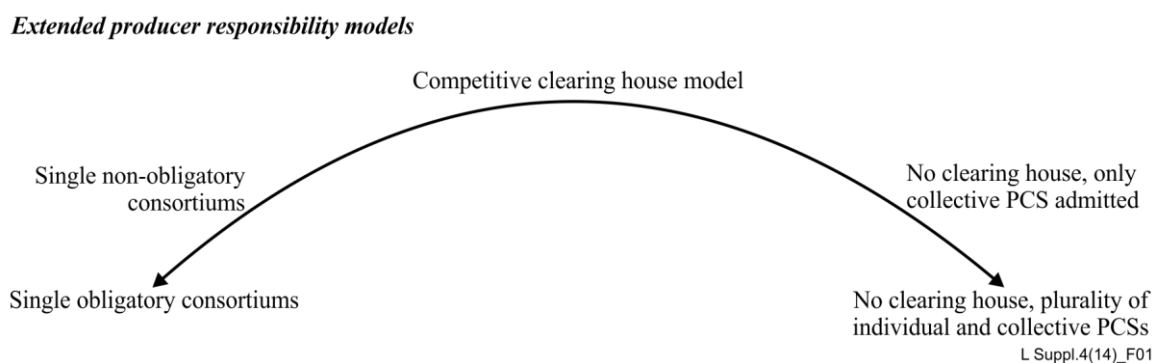 Extended producer responsibility models
Competitive clearing house model
Single non-obligatory
consortiums
No clearing house, only
collective PCS admitted
Single obligatory consortiums
No clearing house, plurality of
individual and collective PCSs
L Suppl.4(14)_F01